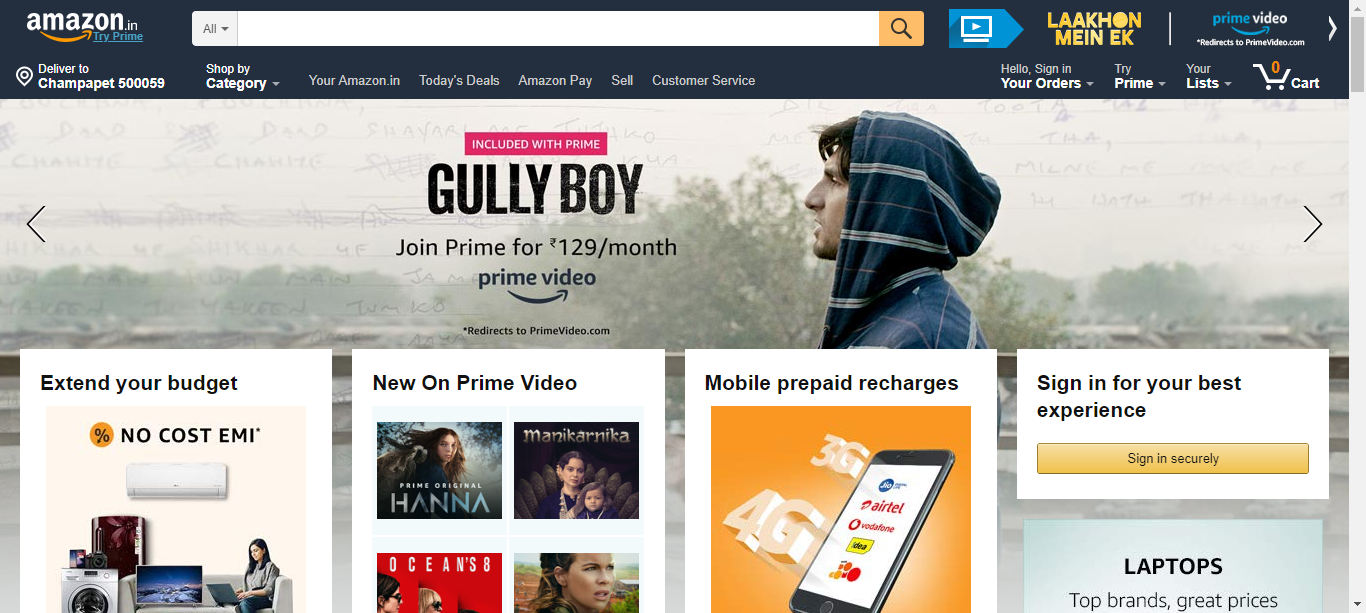 amazon.in
Try Prime
All
LAAKHON
MEIN EK
prime video
*Redirects to PrimeVideo.com
Deliver to
Champapet 500059
Shop by
Category
Your Amazon.in
Today's Deals
Amazon Pay
Sell
Customer Service
Hello, Sign in
Your Orders
Try
Prime
Your
Lists
0
Cart
INCLUDED WITH PRIME
GULLY BOY
Join Prime for ₹129/month
prime video
*Redirects to PrimeVideo.com
Extend your budget
% NO COST EMI*
New On Prime Video
PRIME ORIGINAL
HANNA
Manikarnika
OCEAN'S 8
Mobile prepaid recharges
3G
4G
Jio
airtel
vodafone
idea
Sign in for your best
experience
Sign in securely
LAPTOPS
Top brands, great prices